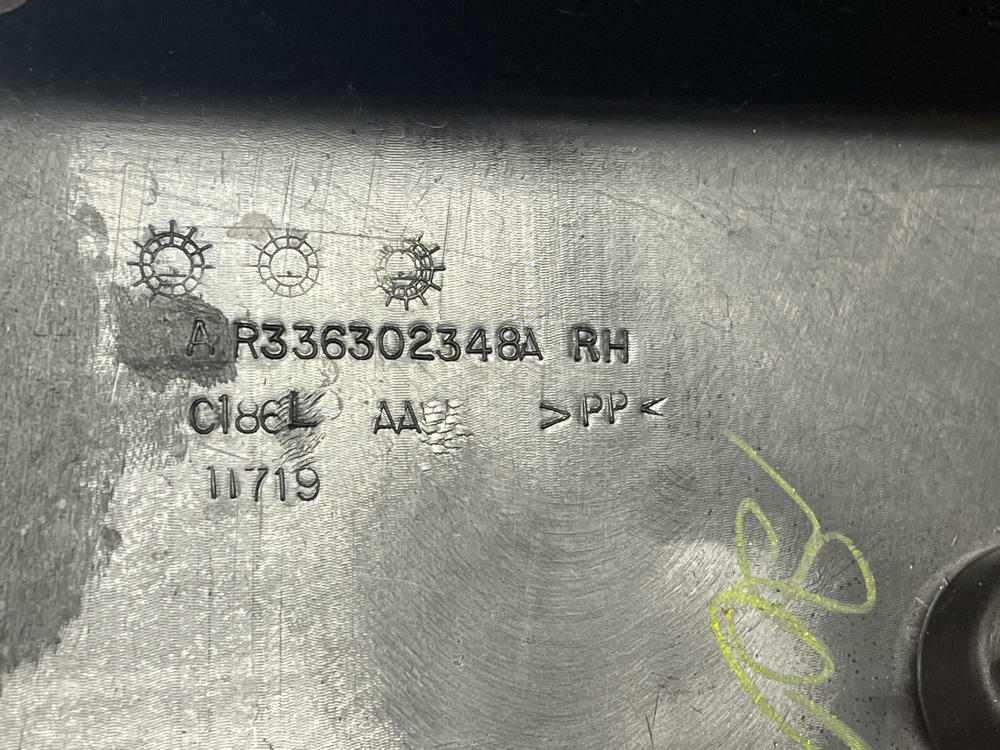 A R336302348A RH
C186L AA >PP<
11719